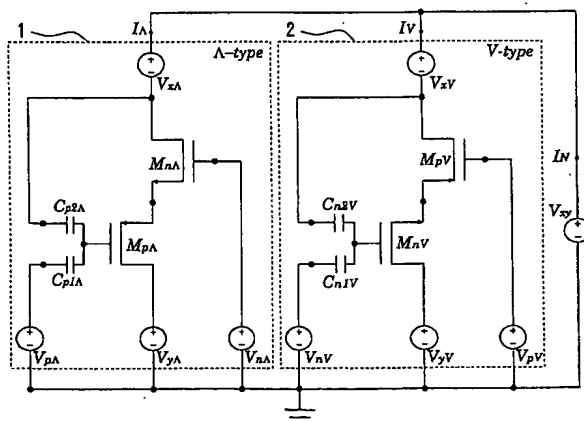 1
I_Λ
2
I_V
Λ-type
V-type
V_xΛ
V_xV
M_nΛ
M_pV
I_N
C_p2Λ
C_n2V
V_xy
M_pΛ
M_nV
C_p1Λ
C_n1V
V_pΛ
V_yΛ
V_nΛ
V_nV
V_yV
V_pV